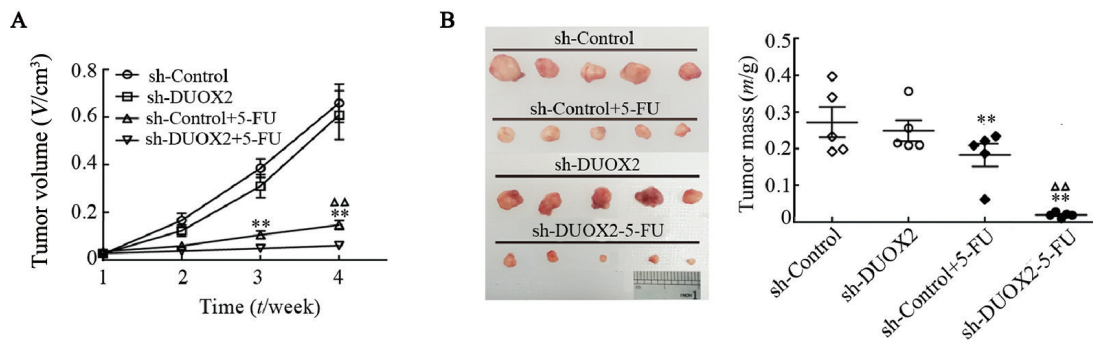 A
Tumor volume (V/cm³)
0.8
0.6
0.4
0.2
0
sh-Control
sh-DUOX2
sh-Control+5-FU
sh-DUOX2+5-FU
**
ΔΔ
**
1 2 3 4
Time (t/week)
B
sh-Control
sh-Control+5-FU
sh-DUOX2
sh-DUOX2-5-FU
1
Tumor mass (m/g)
0.5
0.4
0.3
0.2
0.1
0
**
ΔΔ
**
sh-Control
sh-DUOX2
sh-Control+5-FU
sh-DUOX2-5-FU